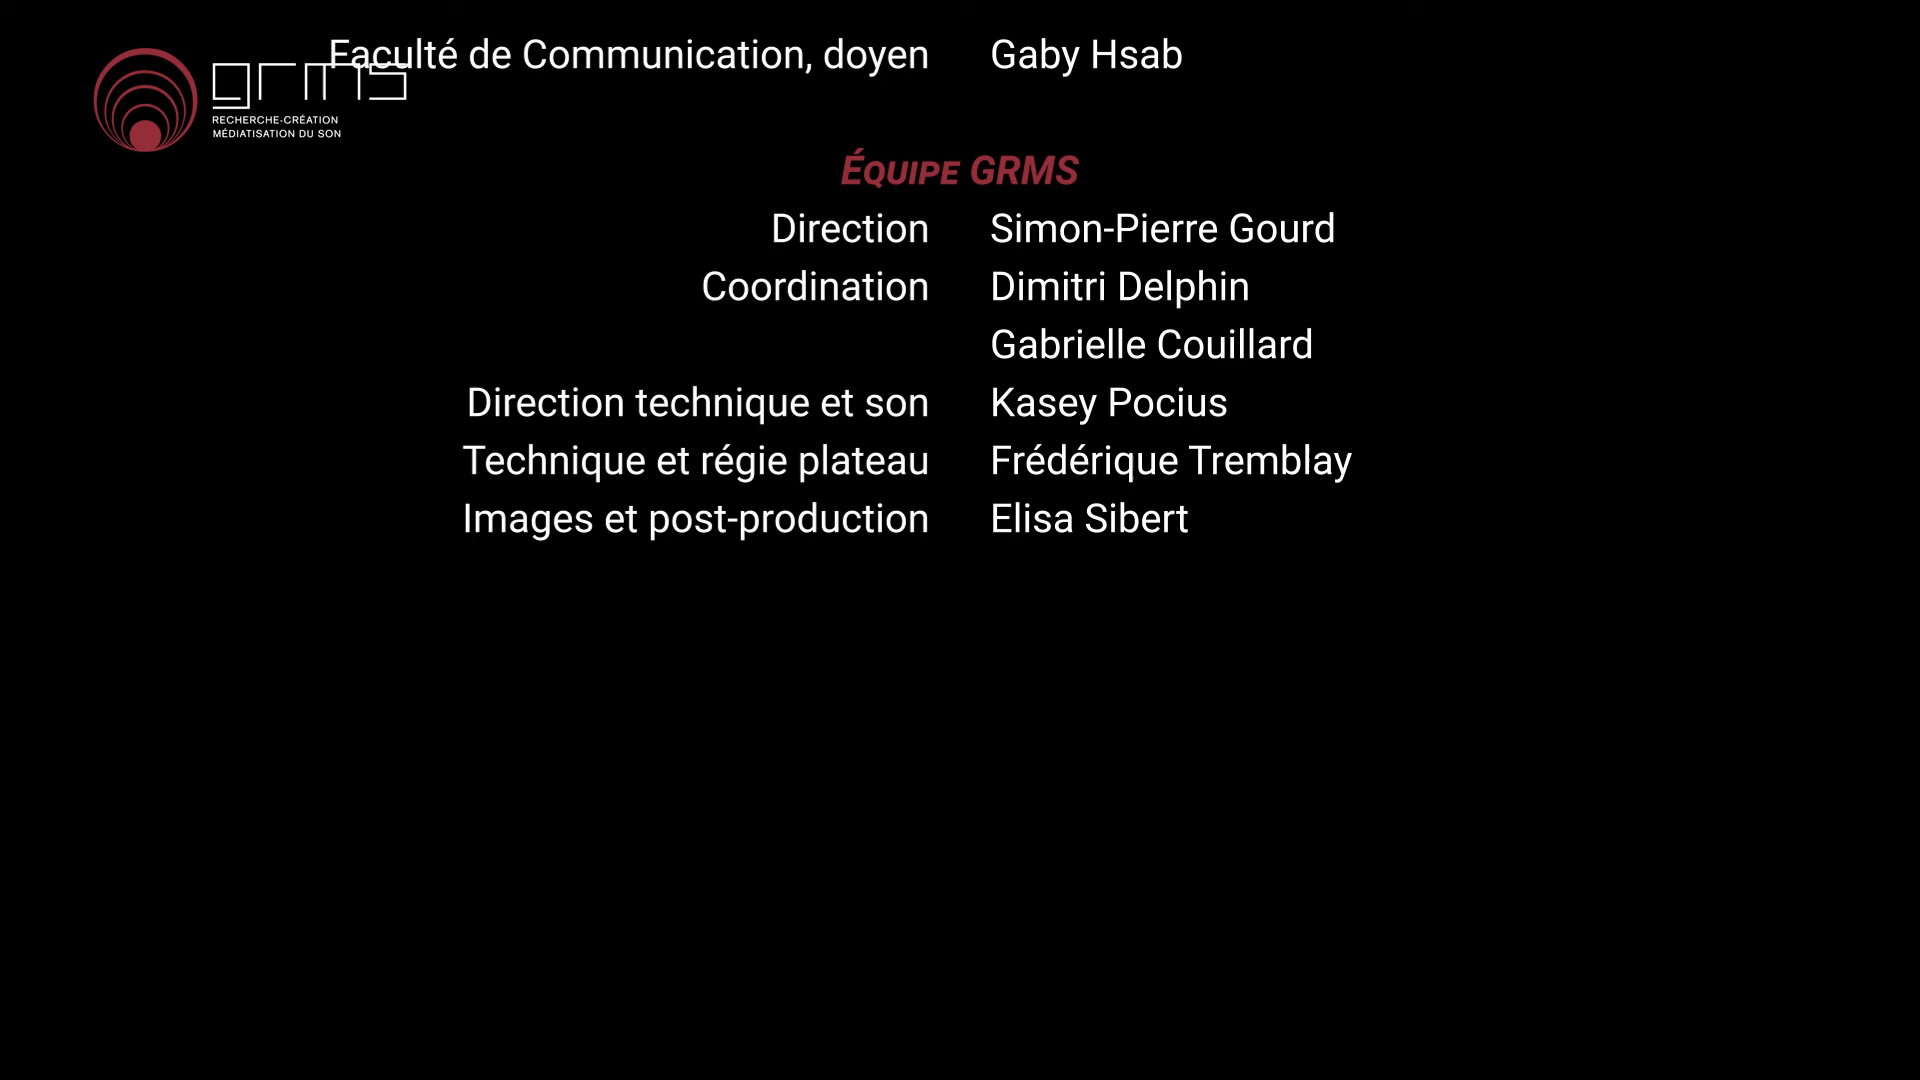 Faculté de Communication, doyen Gaby Hsab
grms
RECHERCHE-CRÉATION
MÉDIATISATION DU SON
ÉQUIPE GRMS
Direction Simon-Pierre Gourd
Coordination Dimitri Delphin
Gabrielle Couillard
Direction technique et son Kasey Pocius
Technique et régie plateau Frédérique Tremblay
Images et post-production Elisa Sibert